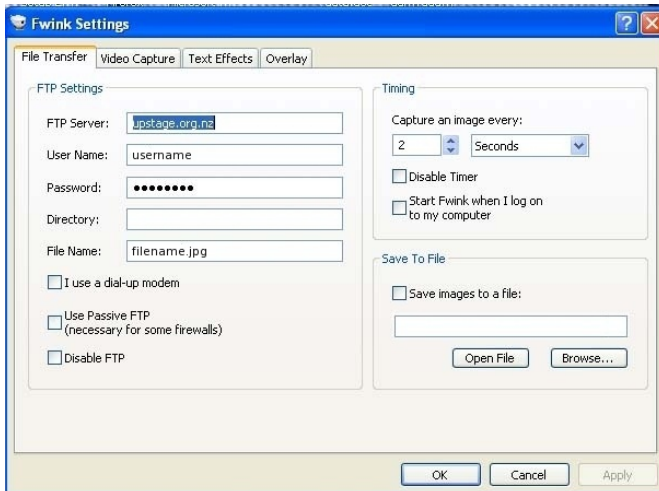 Fwink Settings
File Transfer
Video Capture
Text Effects
Overlay
FTP Settings
FTP Server: upstage.org.nz
User Name: username
Password: ••••••••
Directory:
File Name: filename.jpg
I use a dial-up modem
Use Passive FTP
(necessary for some firewalls)
Disable FTP
Timing
Capture an image every:
2 Seconds
Disable Timer
Start Fwink when I log on
to my computer
Save To File
Save images to a file:
Open File
Browse...
OK
Cancel
Apply